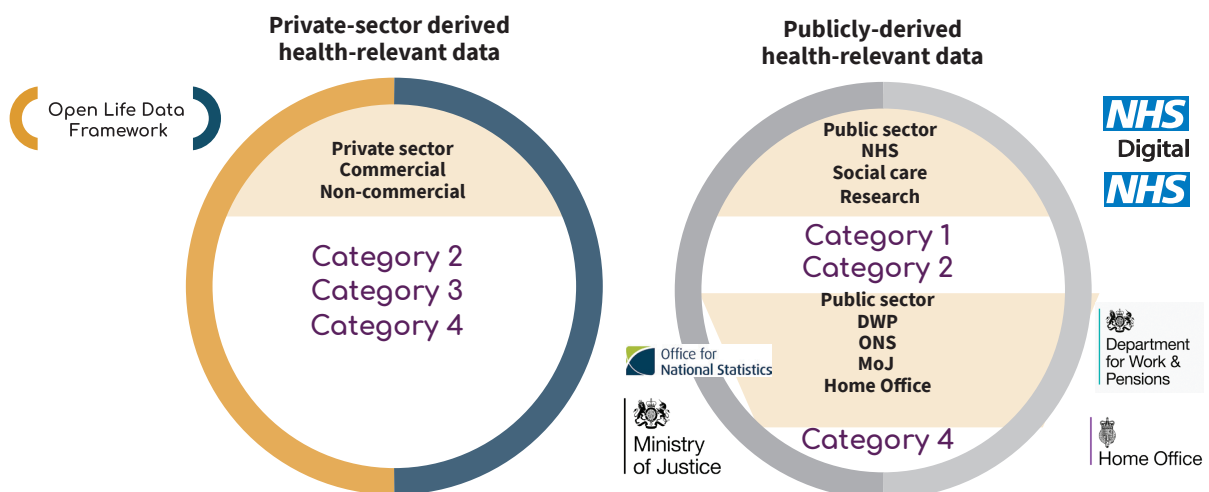 Private-sector derived
health-relevant data
Publicly-derived
health-relevant data
Open Life Data
Framework
Private sector
Commercial
Non-commercial
Category 2
Category 3
Category 4
Public sector
NHS
Social care
Research
Category 1
Category 2
Public sector
DWP
ONS
MoJ
Home Office
Category 4
NHS
Digital
NHS
Office for
National Statistics
Ministry
of Justice
Department
for Work &
Pensions
Home Office